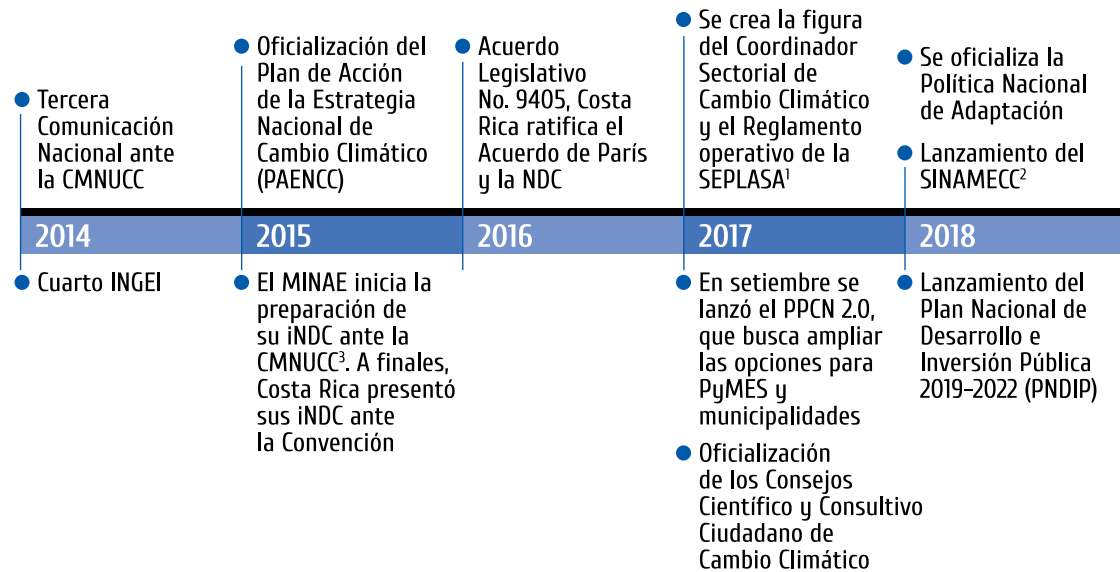 Tercera
Comunicación
Nacional ante
la CMNUCC
Oficialización del
Plan de Acción
de la Estrategia
Nacional de
Cambio Climático
(PAENCC)
Acuerdo
Legislativo
No. 9405, Costa
Rica ratifica el
Acuerdo de París
y la NDC
Se crea la figura
del Coordinador
Sectorial de
Cambio Climático
y el Reglamento
operativo de la
SEPLASA¹
Se oficializa la
Política Nacional
de Adaptación
Lanzamiento del
SINAMECC²
2014
2015
2016
2017
2018
Cuarto INGEI
El MINAE inicia la
preparación de
su iNDC ante la
CMNUCC³. A finales,
Costa Rica presentó
sus iNDC ante
la Convención
En setiembre se
lanzó el PPCN 2.0,
que busca ampliar
las opciones para
PyMES y
municipalidades
Oficialización
de los Consejos
Científico y Consultivo
Ciudadano de
Cambio Climático
Lanzamiento del
Plan Nacional de
Desarrollo e
Inversión Pública
2019–2022 (PNDIP)